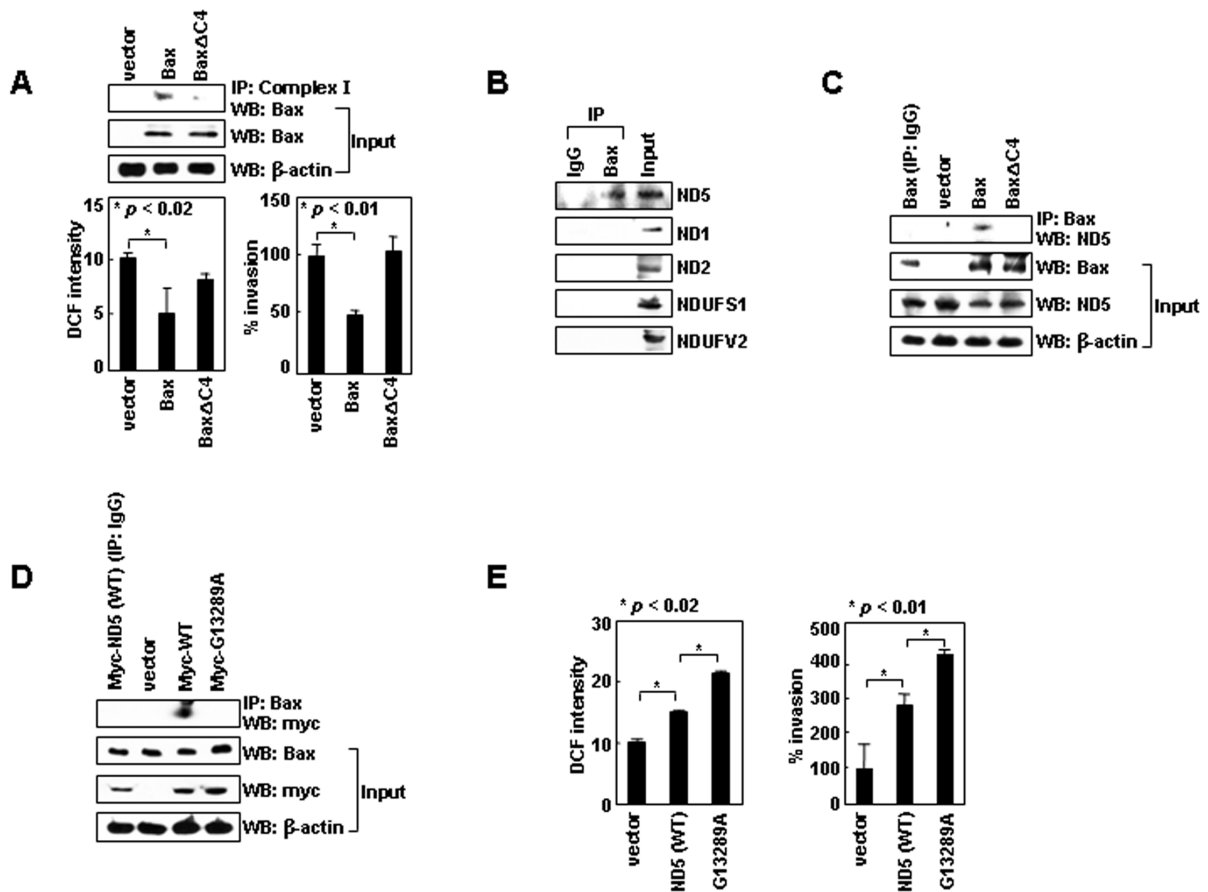 A
vector
Bax
BaxΔC4
IP: Complex I
WB: Bax
WB: Bax
WB: β-actin
Input
15
10
5
0
DCF intensity
* p < 0.02
*
vector
Bax
BaxΔC4
150
100
50
0
% invasion
* p < 0.01
*
vector
Bax
BaxΔC4
B
IP
IgG
Bax
Input
ND5
ND1
ND2
NDUFS1
NDUFV2
C
Bax (IP: IgG)
vector
Bax
BaxΔC4
IP: Bax
WB: ND5
WB: Bax
WB: ND5
WB: β-actin
Input
D
Myc-ND5 (WT) (IP: IgG)
vector
Myc-WT
Myc-G13289A
IP: Bax
WB: myc
WB: Bax
WB: myc
WB: β-actin
Input
E
* p < 0.02
30
20
10
0
DCF intensity
*
*
vector
ND5 (WT)
G13289A
* p < 0.01
500
400
300
200
100
0
% invasion
*
*
vector
ND5 (WT)
G13289A